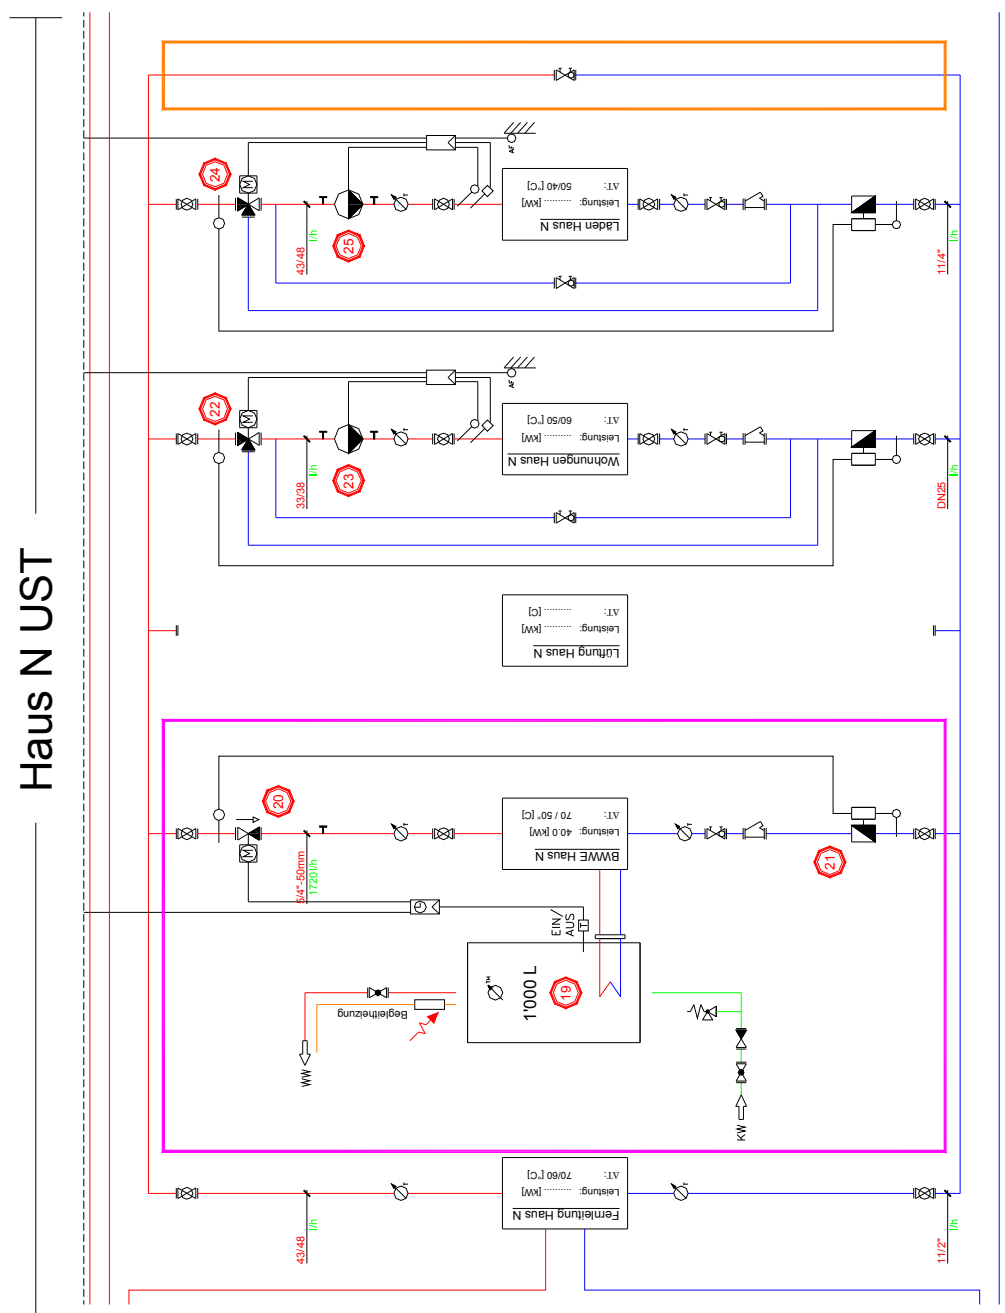 Haus N UST
AF
24
M
Läden Haus N
Leistung: .......... [kW]
ΔT: 50/40 [°C]
T
T
T
T
25
43/48
l/h
11/4"
l/h
AF
22
M
Wohnungen Haus N
Leistung: .......... [kW]
ΔT: 60/50 [°C]
T
T
T
T
23
33/38
l/h
DN25
l/h
Lüftung Haus N
Leistung: .......... [kW]
ΔT: .......... [C]
20
M
T
T
BWWE Haus N
Leistung: 40.0 [kW]
ΔT: 70 / 50° [C]
T
21
5/4"-50mm
1720 l/h
EIN/
AUS
T
TH
1'000 L
19
Begleitheizung
WW
KW
Fernleitung Haus N
Leistung: .......... [kW]
ΔT: 70/60 [°C]
T
T
43/48
l/h
11/2"
l/h